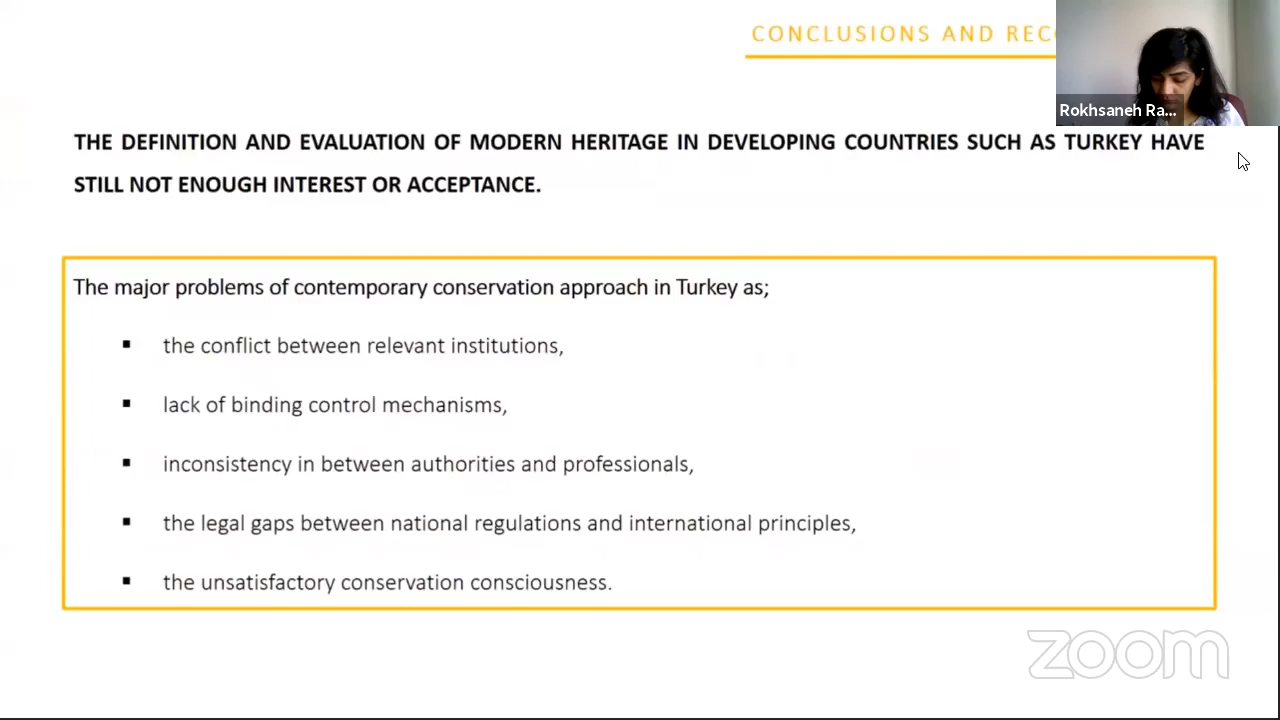 CONCLUSIONS AND
Rokhsaneh Ra...
THE DEFINITION AND EVALUATION OF MODERN HERITAGE IN DEVELOPING COUNTRIES SUCH AS TURKEY HAVE
STILL NOT ENOUGH INTEREST OR ACCEPTANCE.
The major problems of contemporary conservation approach in Turkey as;
▪ the conflict between relevant institutions,
▪ lack of binding control mechanisms,
▪ inconsistency in between authorities and professionals,
▪ the legal gaps between national regulations and international principles,
▪ the unsatisfactory conservation consciousness.
zoom